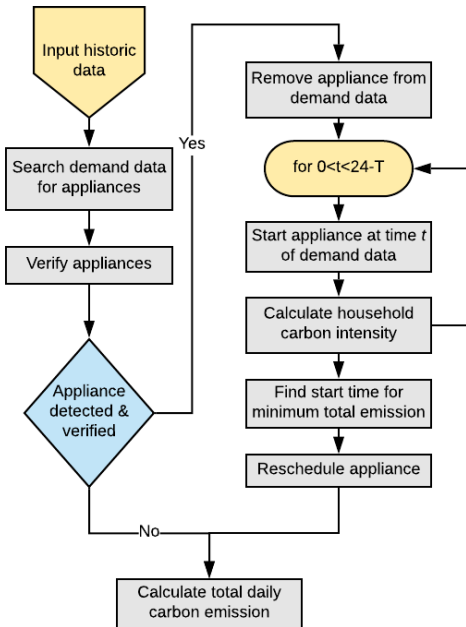 Input historic
data
Search demand data
for appliances
Verify appliances
Appliance
detected &
verified
Yes
No
Remove appliance from
demand data
for 0<t<24-T
Start appliance at time t
of demand data
Calculate household
carbon intensity
Find start time for
minimum total emission
Reschedule appliance
Calculate total daily
carbon emission